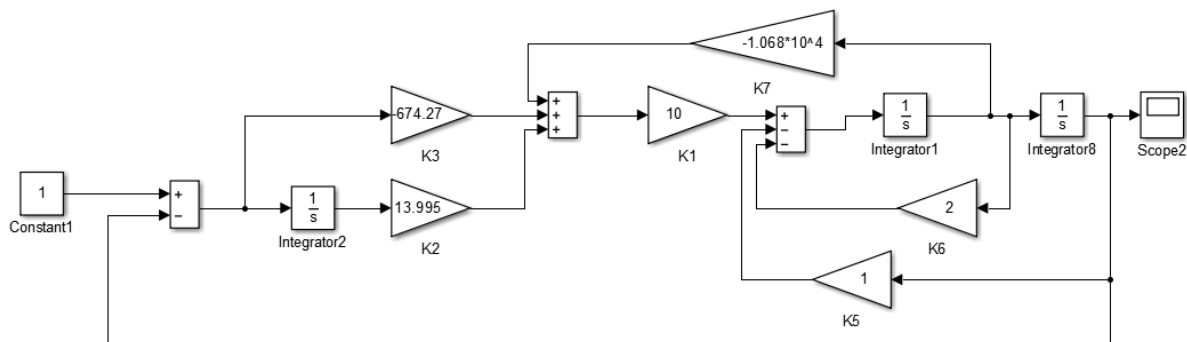 -1.068*10^4
K7
-674.27
K3
+
+
+
10
K1
+
−
−
1
s
Integrator1
1
s
Integrator8
Scope2
1
Constant1
+
−
1
s
Integrator2
13.995
K2
2
K6
1
K5